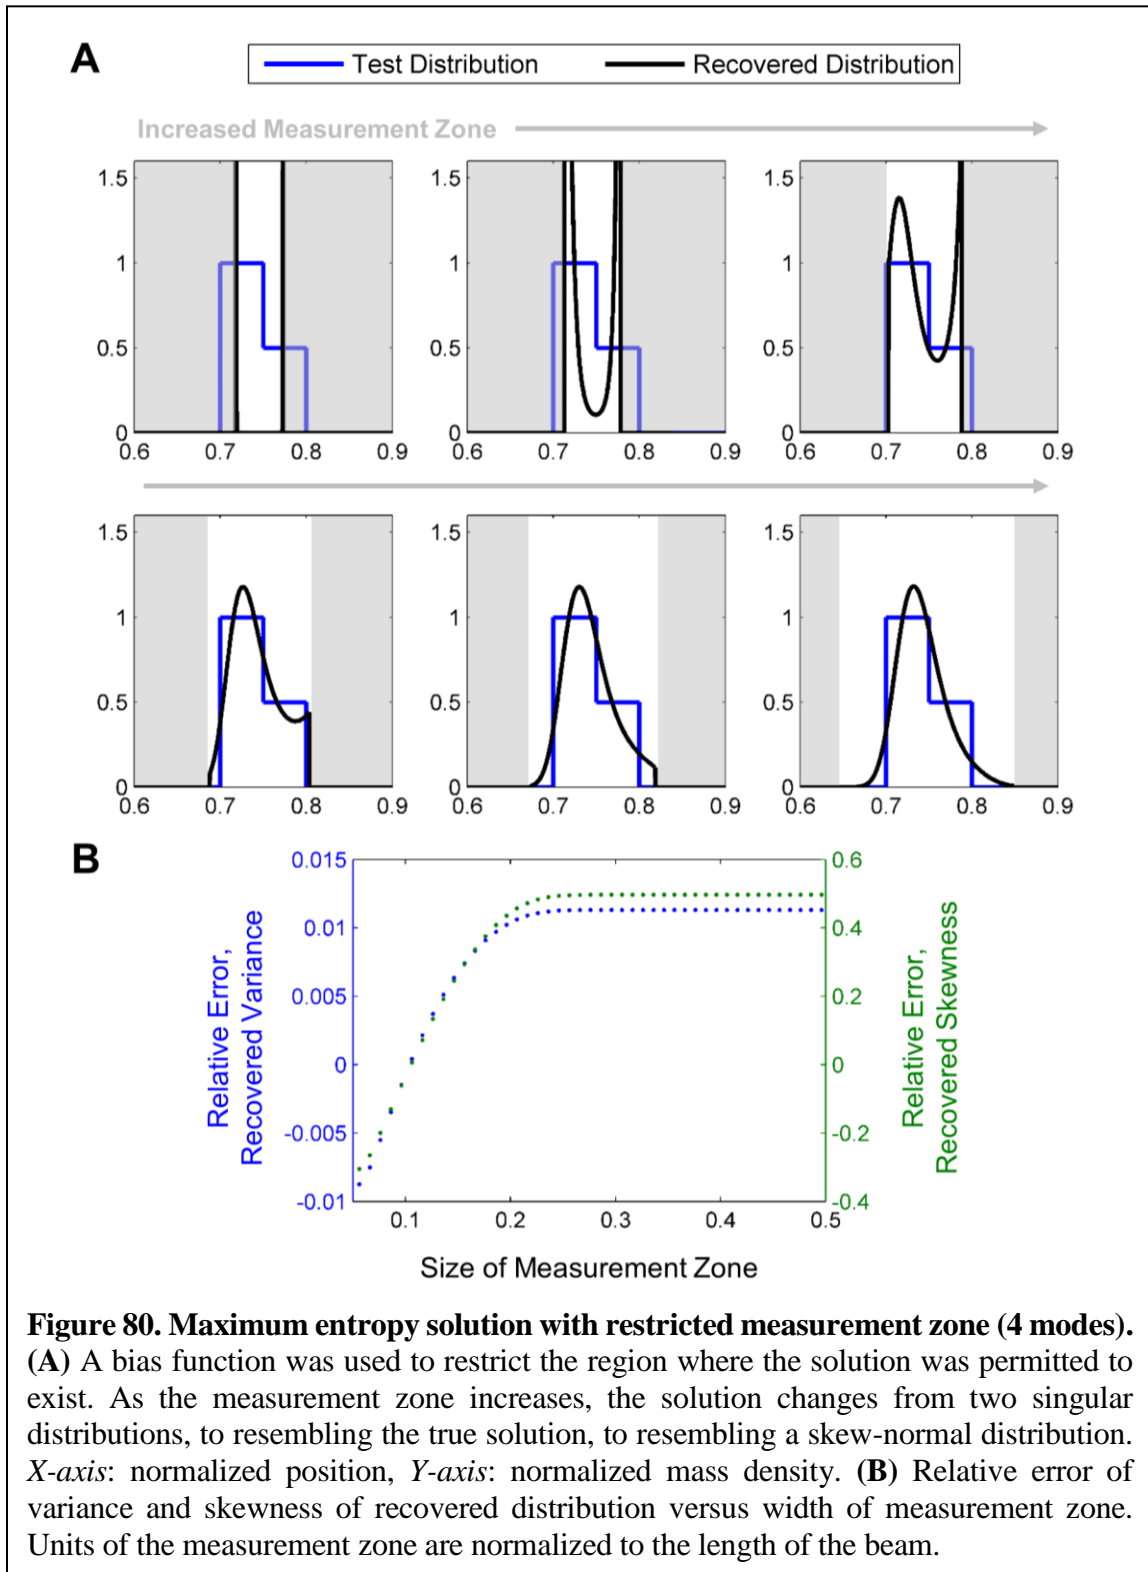 A
Test Distribution Recovered Distribution
Increased Measurement Zone
1.5 1.5 1.5
1 1 1
0.5 0.5 0.5
0 0 0
0.6 0.7 0.8 0.9 0.6 0.7 0.8 0.9 0.6 0.7 0.8 0.9
1.5 1.5 1.5
1 1 1
0.5 0.5 0.5
0 0 0
0.6 0.7 0.8 0.9 0.6 0.7 0.8 0.9 0.6 0.7 0.8 0.9
B
Relative Error,
Recovered Variance
0.015
0.01
0.005
0
-0.005
-0.01
0.6
0.4
0.2
0
-0.2
-0.4
Relative Error,
Recovered Skewness
0.1 0.2 0.3 0.4 0.5
Size of Measurement Zone
Figure 80. Maximum entropy solution with restricted measurement zone (4 modes).
(A) A bias function was used to restrict the region where the solution was permitted to
exist. As the measurement zone increases, the solution changes from two singular
distributions, to resembling the true solution, to resembling a skew-normal distribution.
X-axis: normalized position, Y-axis: normalized mass density. (B) Relative error of
variance and skewness of recovered distribution versus width of measurement zone.
Units of the measurement zone are normalized to the length of the beam.